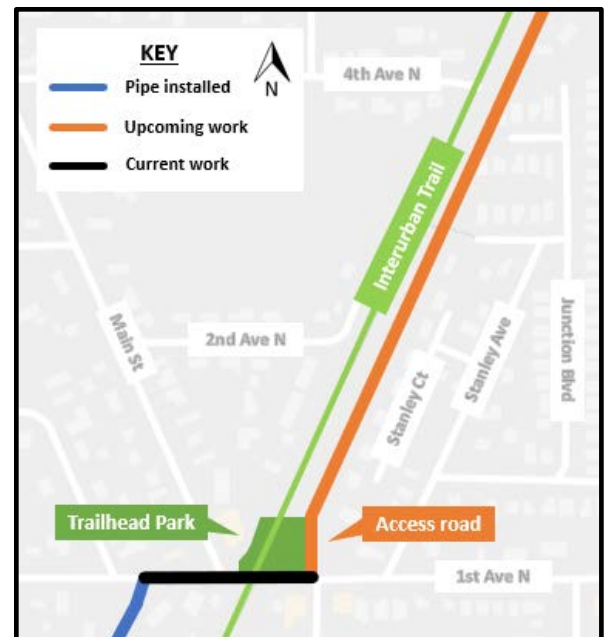 KEY
N
Pipe installed
Upcoming work
Current work
4th Ave N
Interurban Trail
Main St
2nd Ave N
Stanley Ct
Stanley Ave
Junction Blvd
Trailhead Park
Access road
1st Ave N